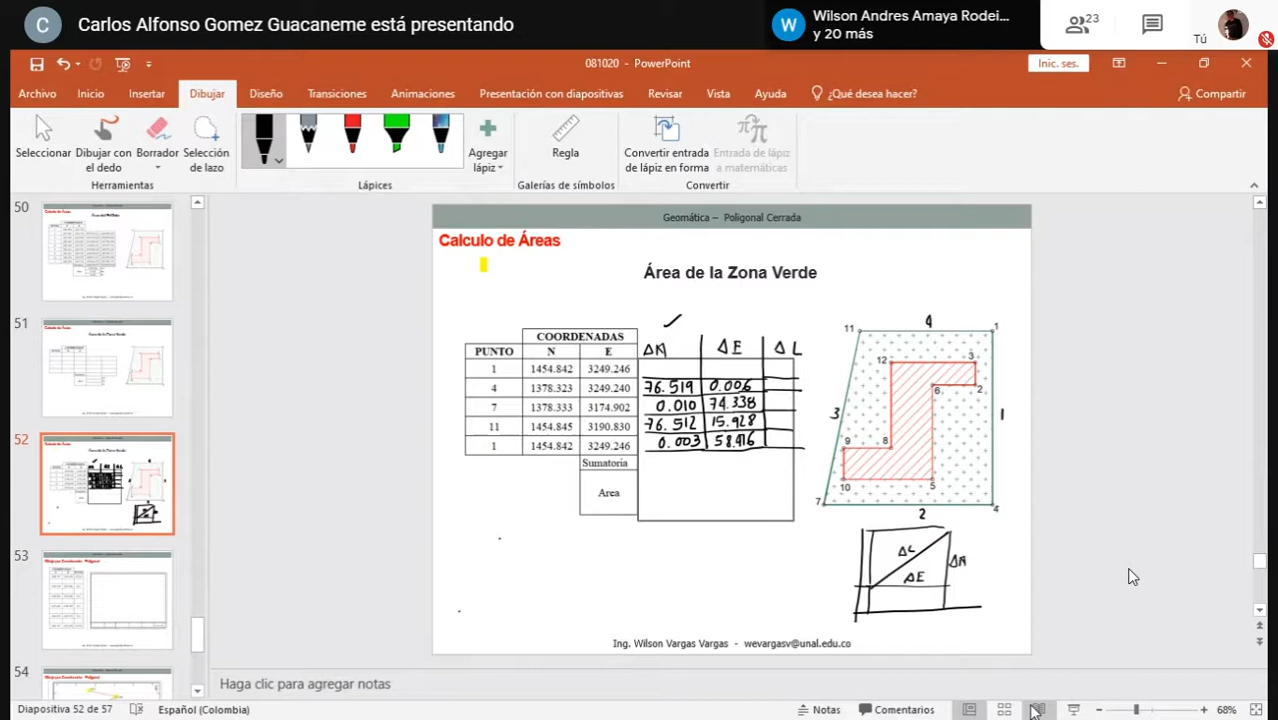 Carlos Alfonso Gomez Guacaneme está presentando
C
W
Wilson Andres Amaya Rodei...
y 20 más
23
Tú
081020 - PowerPoint
Inic. ses.
Archivo
Inicio
Insertar
Dibujar
Diseño
Transiciones
Animaciones
Presentación con diapositivas
Revisar
Vista
Ayuda
¿Qué desea hacer?
Compartir
Seleccionar
Dibujar con el dedo
Borrador
Selección de lazo
Agregar lápiz
Regla
Convertir entrada de lápiz en forma
Entrada de lápiz a matemáticas
Herramientas
Lápices
Galerías de símbolos
Convertir
50
51
52
53
54
Geomática – Poligonal Cerrada
Calculo de Áreas
Área de la Zona Verde
COORDENADAS
PUNTO N E ΔN ΔE ΔL
1 1454.842 3249.246
4 1378.323 3249.240 76.519 0.006
7 1378.333 3174.902 0.010 74.338
11 1454.845 3190.830 76.512 15.928
1 1454.842 3249.246 0.003 58.416
Sumatoria
Area
11
4
1
12
3
6
2
3
1
9
8
10
5
7
2
4
ΔL
ΔN
ΔE
Ing. Wilson Vargas Vargas - wevargasv@unal.edu.co
Haga clic para agregar notas
Diapositiva 52 de 57
Español (Colombia)
Notas
Comentarios
68%